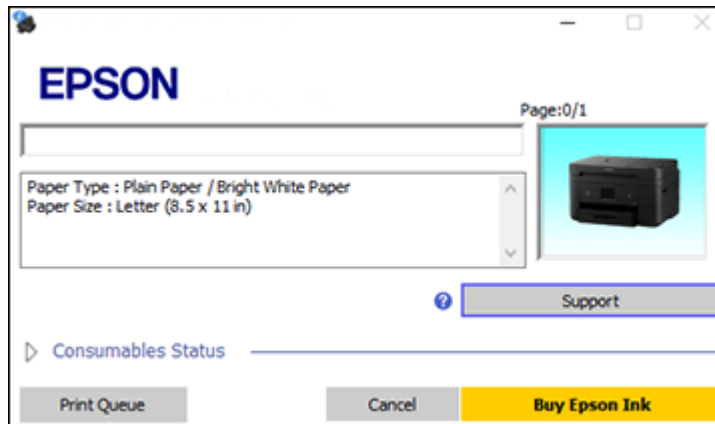 EPSON
Page:0/1
Paper Type : Plain Paper / Bright White Paper
Paper Size : Letter (8.5 x 11 in)
Support
Consumables Status
Print Queue
Cancel
Buy Epson Ink